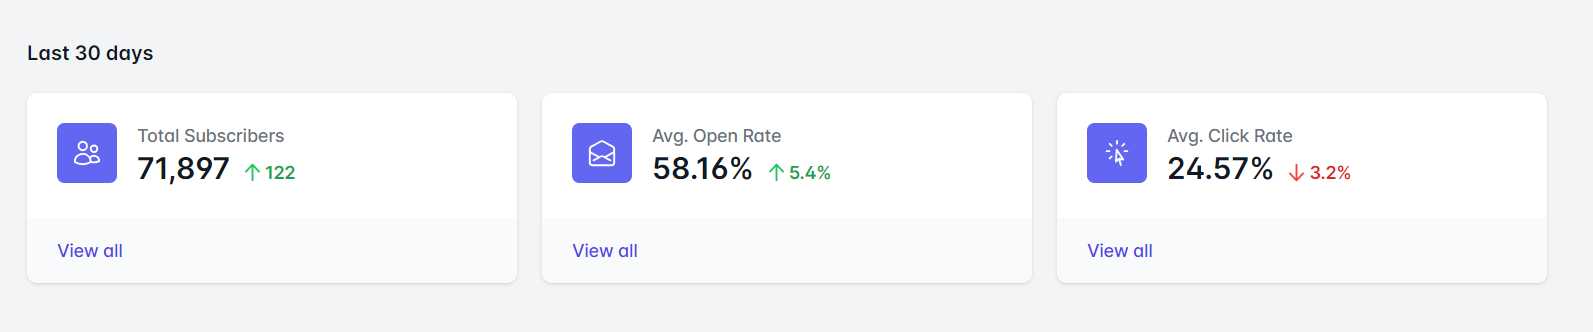 Last 30 days
Total Subscribers
71,897 ↑ 122
View all
Avg. Open Rate
58.16% ↑ 5.4%
View all
Avg. Click Rate
24.57% ↓ 3.2%
View all